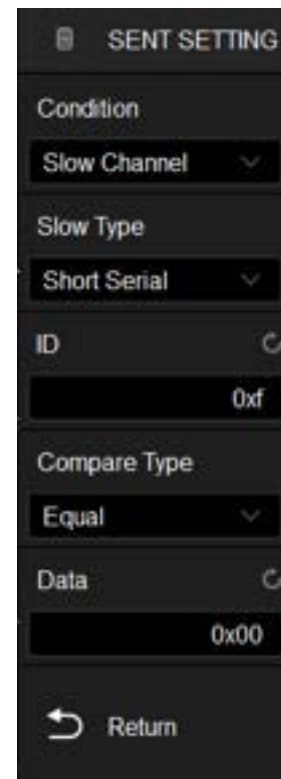 SENT SETTING
Condition
Slow Channel
Slow Type
Short Serial
ID
0xf
Compare Type
Equal
Data
0x00
Return